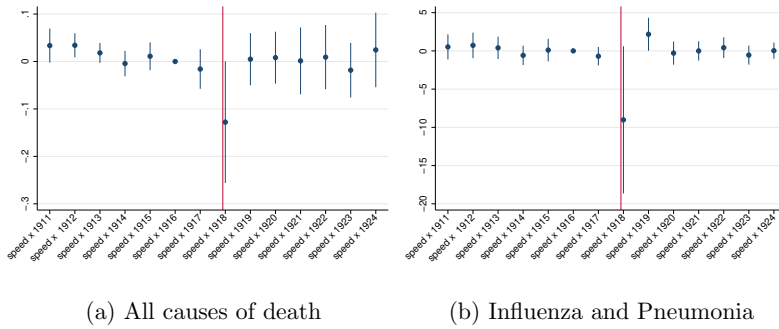 .1
0
-.1
-.2
-.3
speed x 1911
speed x 1912
speed x 1913
speed x 1914
speed x 1915
speed x 1916
speed x 1917
speed x 1918
speed x 1919
speed x 1920
speed x 1921
speed x 1922
speed x 1923
speed x 1924
(a) All causes of death
5
0
-5
-10
-15
-20
speed x 1911
speed x 1912
speed x 1913
speed x 1914
speed x 1915
speed x 1916
speed x 1917
speed x 1918
speed x 1919
speed x 1920
speed x 1921
speed x 1922
speed x 1923
speed x 1924
(b) Influenza and Pneumonia